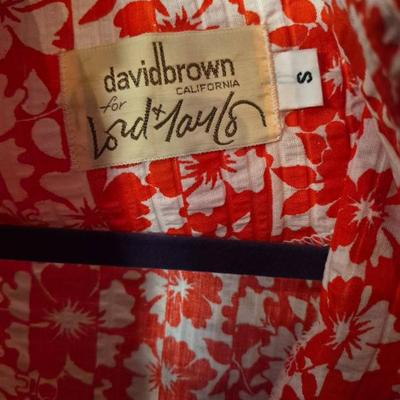 davidbrown
CALIFORNIA
for
Lord & Taylor
S